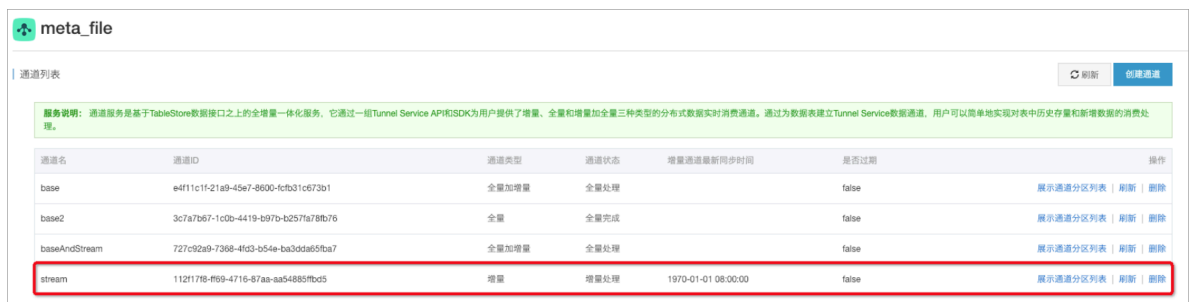 meta_file
通道列表
刷新 创建通道
服务说明： 通道服务是基于TableStore数据接口之上的全增量一体化服务，它通过一组Tunnel Service API和SDK为用户提供了增量、全量和增量加全量三种类型的分布式数据实时消费通道。通过为数据表建立Tunnel Service数据通道，用户可以简单地实现对表中历史存量和新增数据的消费处
理。
通道名 通道ID 通道类型 通道状态 增量通道最新同步时间 是否过期 操作
base e4f11c1f-21a9-45e7-8600-fcfb31c673b1 全量加增量 全量处理 false 展示通道分区列表 | 刷新 | 删除
base2 3c7a7b67-1c0b-4419-b97b-b257fa78fb76 全量 全量完成 false 展示通道分区列表 | 刷新 | 删除
baseAndStream 727c92a9-7368-4fd3-b54e-ba3dda65fba7 全量加增量 全量处理 false 展示通道分区列表 | 刷新 | 删除
stream 112f17f8-ff69-4716-87aa-aa54885ffbd5 增量 增量处理 1970-01-01 08:00:00 false 展示通道分区列表 | 刷新 | 删除